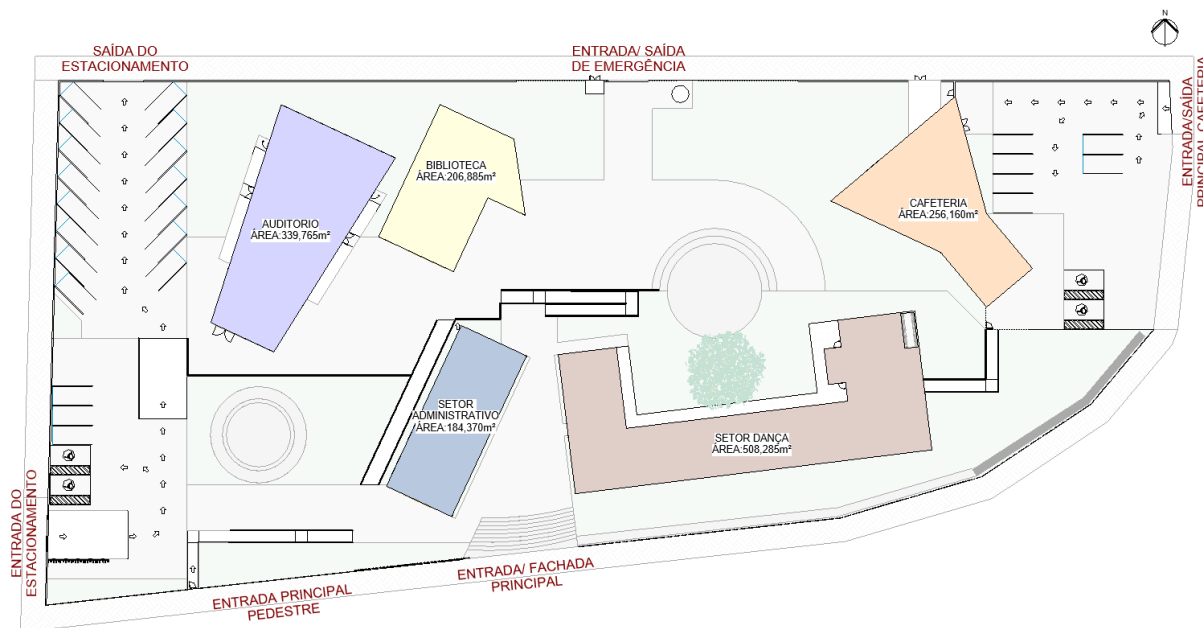 N
SAÍDA DO
ESTACIONAMENTO
ENTRADA/ SAÍDA
DE EMERGÊNCIA
ENTRADA/SAÍDA
PRINCIPAL CAFETERIA
BIBLIOTECA
ÁREA:206,885m²
AUDITORIO
ÁREA:339,765m²
CAFETERIA
ÁREA:256,160m²
SETOR
ADMINISTRATIVO
ÁREA:184,370m²
SETOR DANÇA
ÁREA:508,285m²
ENTRADA DO
ESTACIONAMENTO
ENTRADA/ FACHADA
PRINCIPAL
ENTRADA PRINCIPAL
PEDESTRE